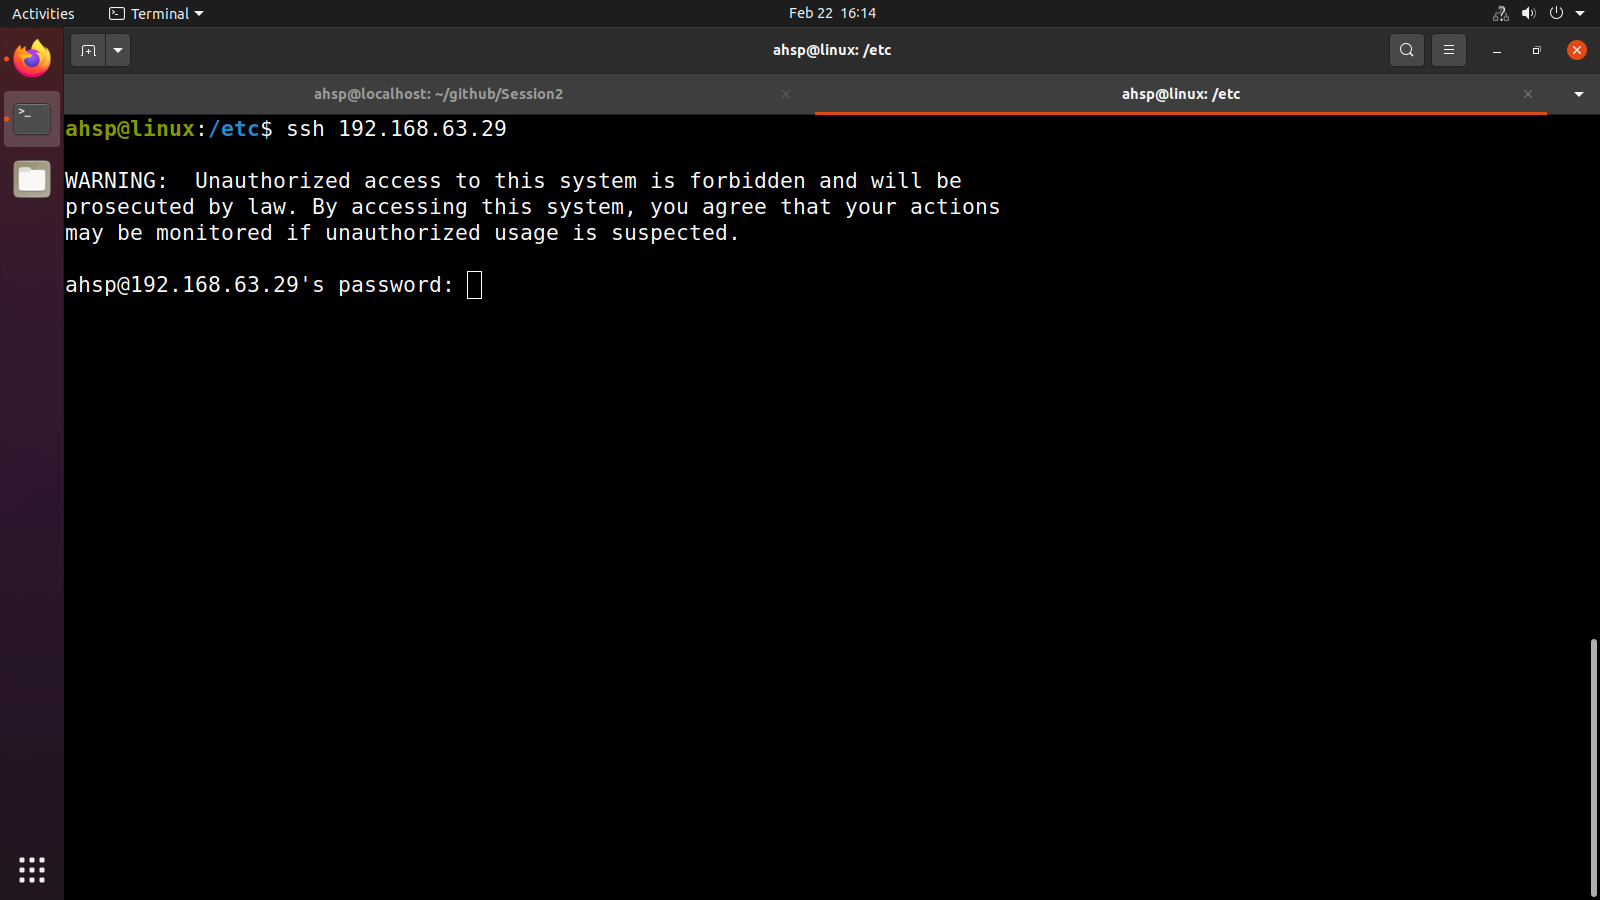 Activities
Terminal
Feb 22 16:14
ahsp@linux: /etc
ahsp@localhost: ~/github/Session2
ahsp@linux: /etc
ahsp@linux:/etc$ ssh 192.168.63.29
WARNING:  Unauthorized access to this system is forbidden and will be
prosecuted by law. By accessing this system, you agree that your actions
may be monitored if unauthorized usage is suspected.
ahsp@192.168.63.29's password: